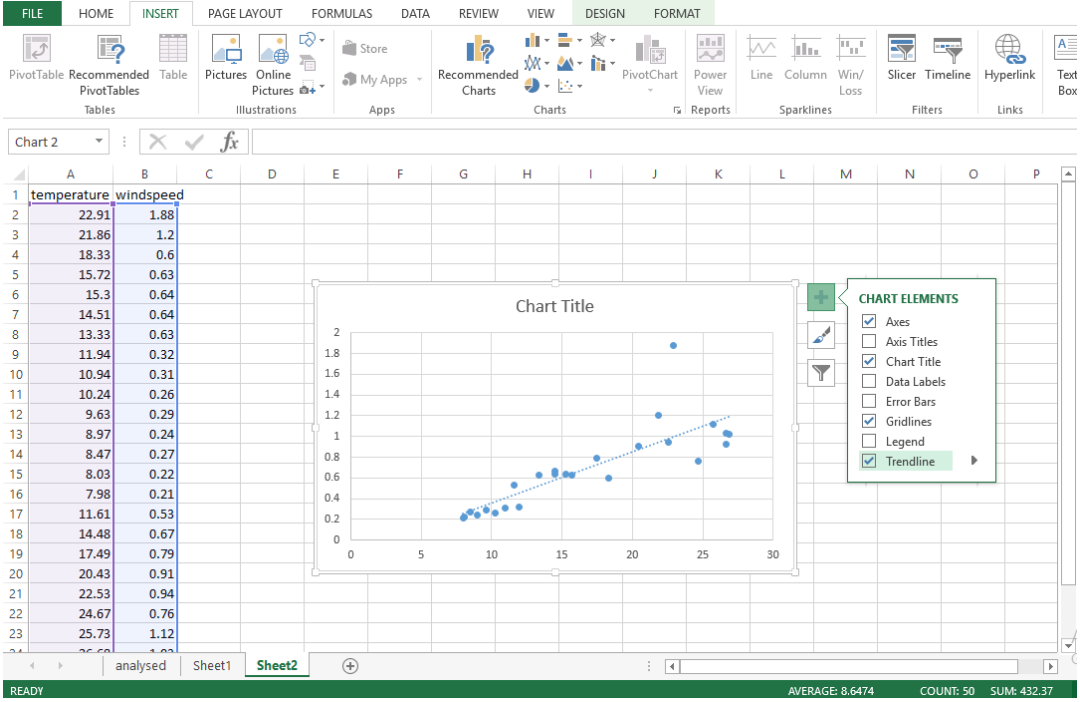 FILE HOME INSERT PAGE LAYOUT FORMULAS DATA REVIEW VIEW DESIGN FORMAT
PivotTable Recommended PivotTables Table
Tables
Pictures Online Pictures
Illustrations
Store
My Apps
Apps
Recommended Charts
Charts
PivotChart
Power View
Reports
Line Column Win/ Loss
Sparklines
Slicer Timeline
Filters
Hyperlink
Links
A
Text Box
Chart 2 fx
A B C D E F G H I J K L M N O P
1 temperature windspeed
2 22.91 1.88
3 21.86 1.2
4 18.33 0.6
5 15.72 0.63
6 15.3 0.64
7 14.51 0.64
8 13.33 0.63
9 11.94 0.32
10 10.94 0.31
11 10.24 0.26
12 9.63 0.29
13 8.97 0.24
14 8.47 0.27
15 8.03 0.22
16 7.98 0.21
17 11.61 0.53
18 14.48 0.67
19 17.49 0.79
20 20.43 0.91
21 22.53 0.94
22 24.67 0.76
23 25.73 1.12
Chart Title
2
1.8
1.6
1.4
1.2
1
0.8
0.6
0.4
0.2
0
0 5 10 15 20 25 30
CHART ELEMENTS
Axes
Axis Titles
Chart Title
Data Labels
Error Bars
Gridlines
Legend
Trendline
analysed Sheet1 Sheet2
READY AVERAGE: 8.6474 COUNT: 50 SUM: 432.37